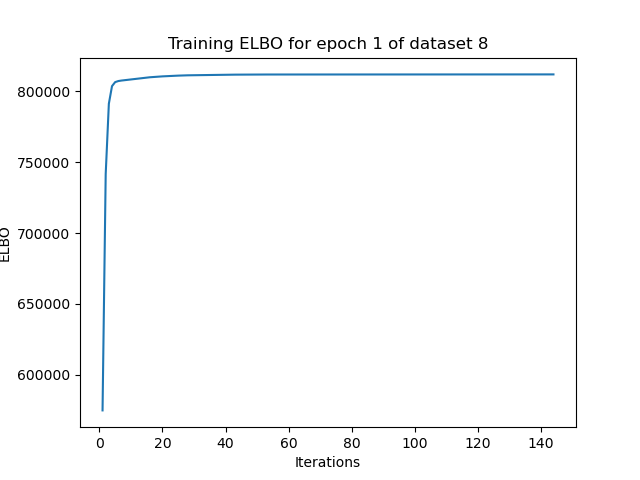 Training ELBO for epoch 1 of dataset 8
800000
750000
700000
650000
600000
ELBO
0 20 40 60 80 100 120 140
Iterations